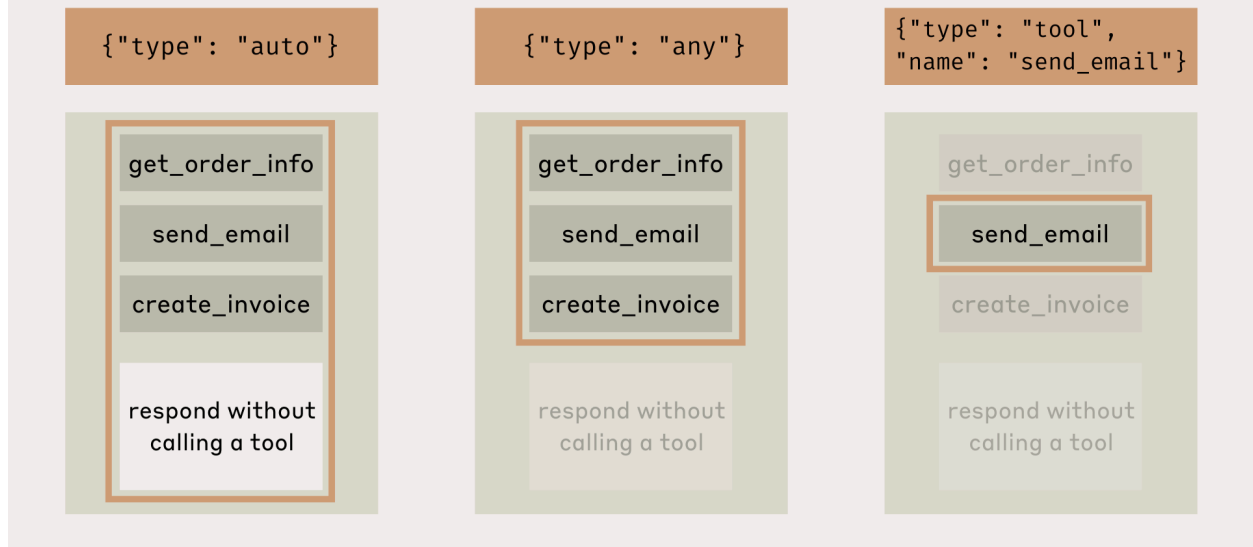 {"type": "auto"}
get_order_info
send_email
create_invoice
respond without
calling a tool
{"type": "any"}
get_order_info
send_email
create_invoice
respond without
calling a tool
{"type": "tool",
"name": "send_email"}
get_order_info
send_email
create_invoice
respond without
calling a tool